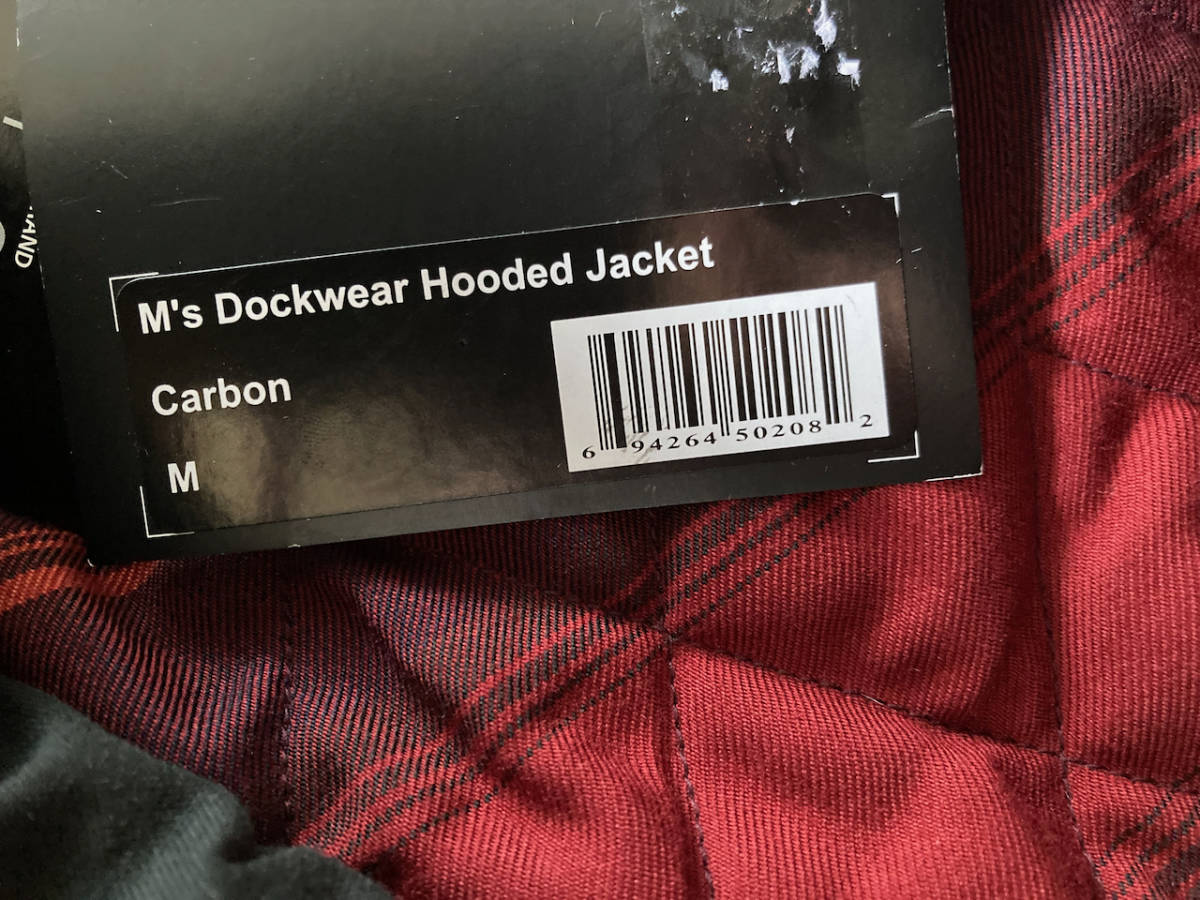 M's Dockwear Hooded Jacket
Carbon
M
6 94264 50208 2